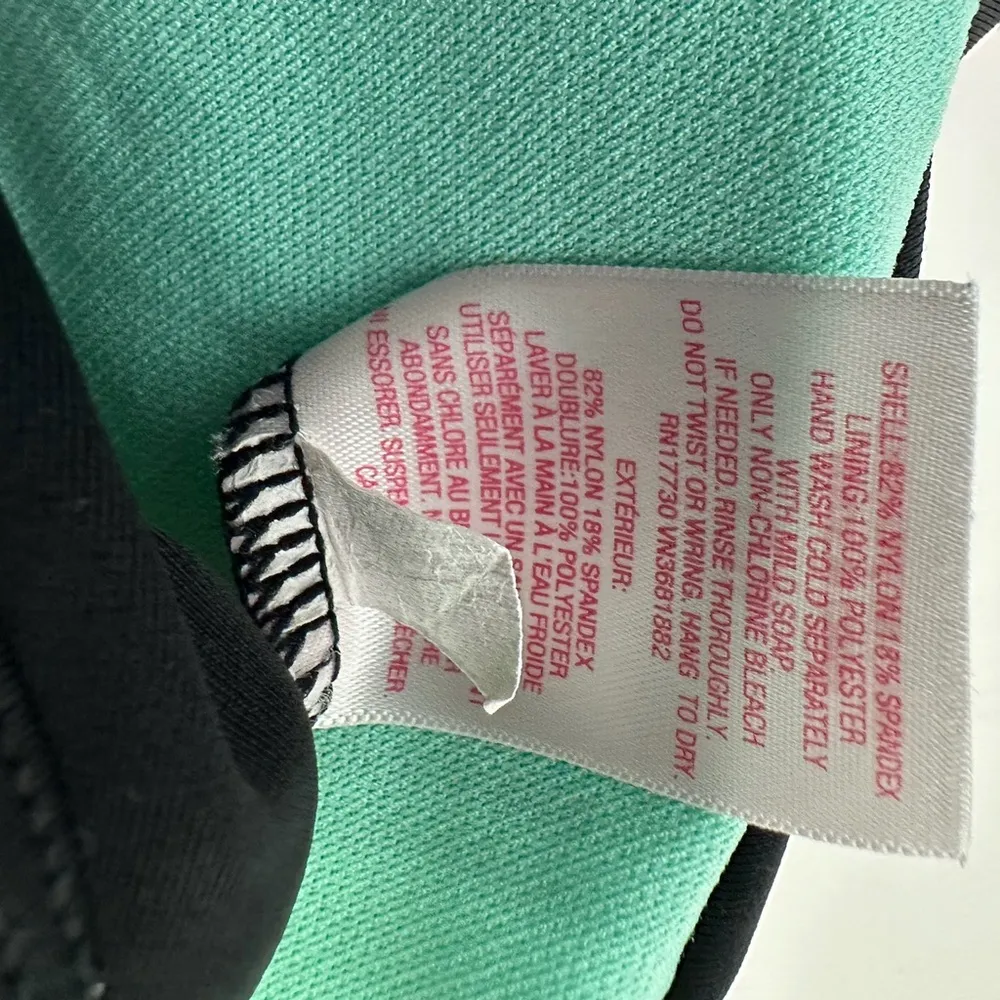 SHELL:82% NYLON 18% SPANDEX
LINING:100% POLYESTER
HAND WASH COLD SEPARATELY
WITH MILD SOAP
ONLY NON-CHLORINE BLEACH
IF NEEDED, RINSE THOROUGHLY,
DO NOT TWIST OR WRING, HANG TO DRY.
RN17730 VN3681882
EXTÉRIEUR:
82% NYLON 18% SPANDEX
DOUBLURE:100% POLYESTER
LAVER À LA MAIN À L'EAU FROIDE
SÉPARÉMENT AVEC UN
UTILISER SEULEMENT
SANS CHLORE AU
ABONDAMMENT.
ESSORER